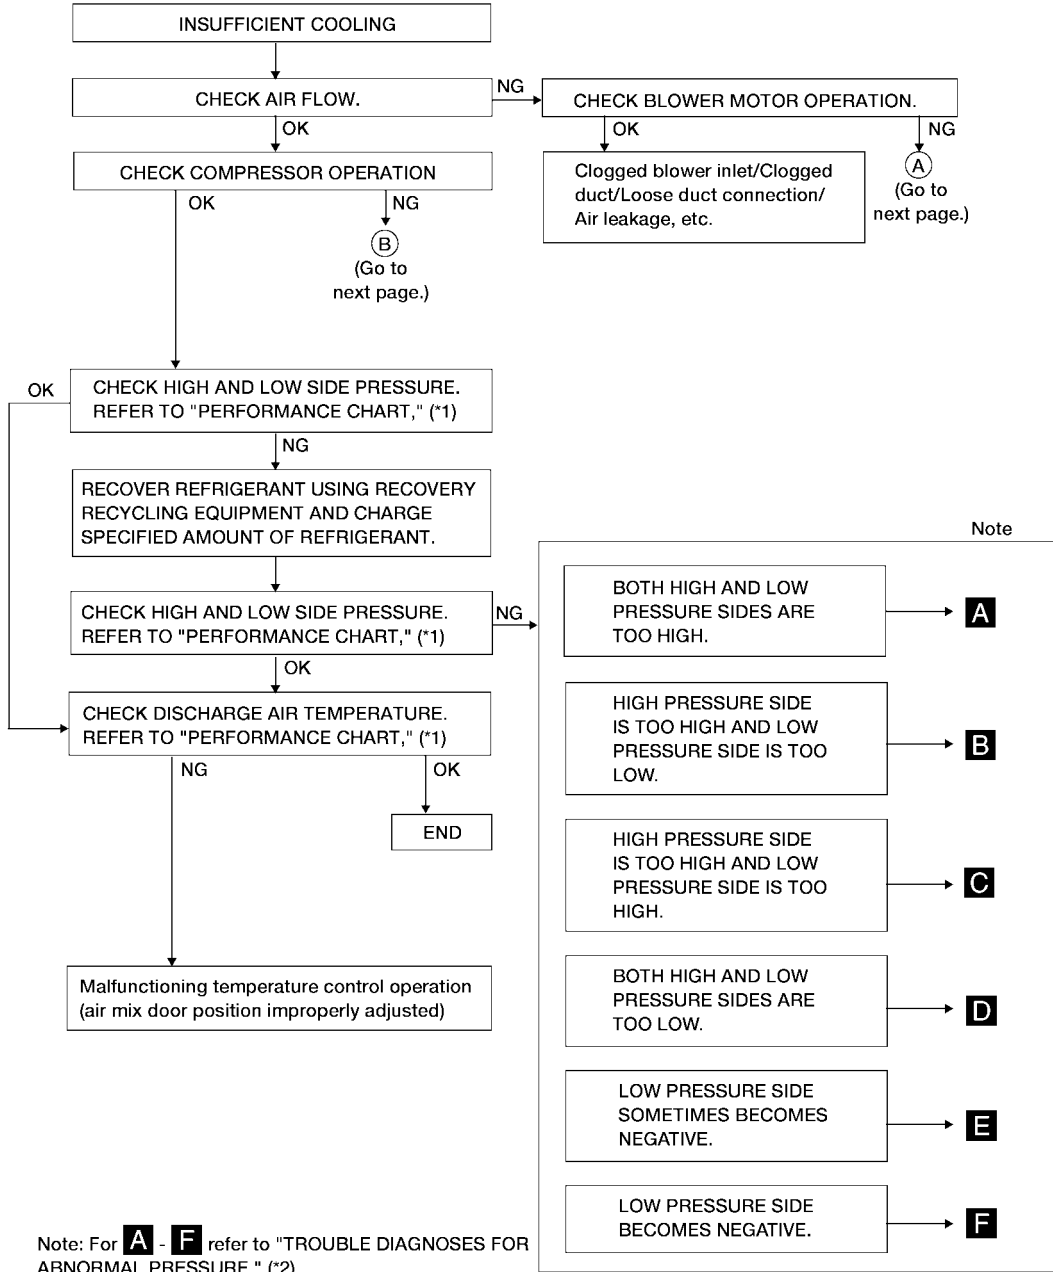 INSUFFICIENT COOLING
CHECK AIR FLOW.
NG
CHECK BLOWER MOTOR OPERATION.
OK
OK
NG
CHECK COMPRESSOR OPERATION
Clogged blower inlet/Clogged
duct/Loose duct connection/
Air leakage, etc.
A
(Go to
next page.)
OK
NG
B
(Go to
next page.)
OK
CHECK HIGH AND LOW SIDE PRESSURE.
REFER TO "PERFORMANCE CHART," (*1)
NG
RECOVER REFRIGERANT USING RECOVERY
RECYCLING EQUIPMENT AND CHARGE
SPECIFIED AMOUNT OF REFRIGERANT.
CHECK HIGH AND LOW SIDE PRESSURE.
REFER TO "PERFORMANCE CHART," (*1)
NG
OK
CHECK DISCHARGE AIR TEMPERATURE.
REFER TO "PERFORMANCE CHART," (*1)
NG
OK
END
Malfunctioning temperature control operation
(air mix door position improperly adjusted)
Note
BOTH HIGH AND LOW
PRESSURE SIDES ARE
TOO HIGH.
A
HIGH PRESSURE SIDE
IS TOO HIGH AND LOW
PRESSURE SIDE IS TOO
LOW.
B
HIGH PRESSURE SIDE
IS TOO HIGH AND LOW
PRESSURE SIDE IS TOO
HIGH.
C
BOTH HIGH AND LOW
PRESSURE SIDES ARE
TOO LOW.
D
LOW PRESSURE SIDE
SOMETIMES BECOMES
NEGATIVE.
E
LOW PRESSURE SIDE
BECOMES NEGATIVE.
F
Note: For A - F refer to "TROUBLE DIAGNOSES FOR
ABNORMAL PRESSURE," (*2)